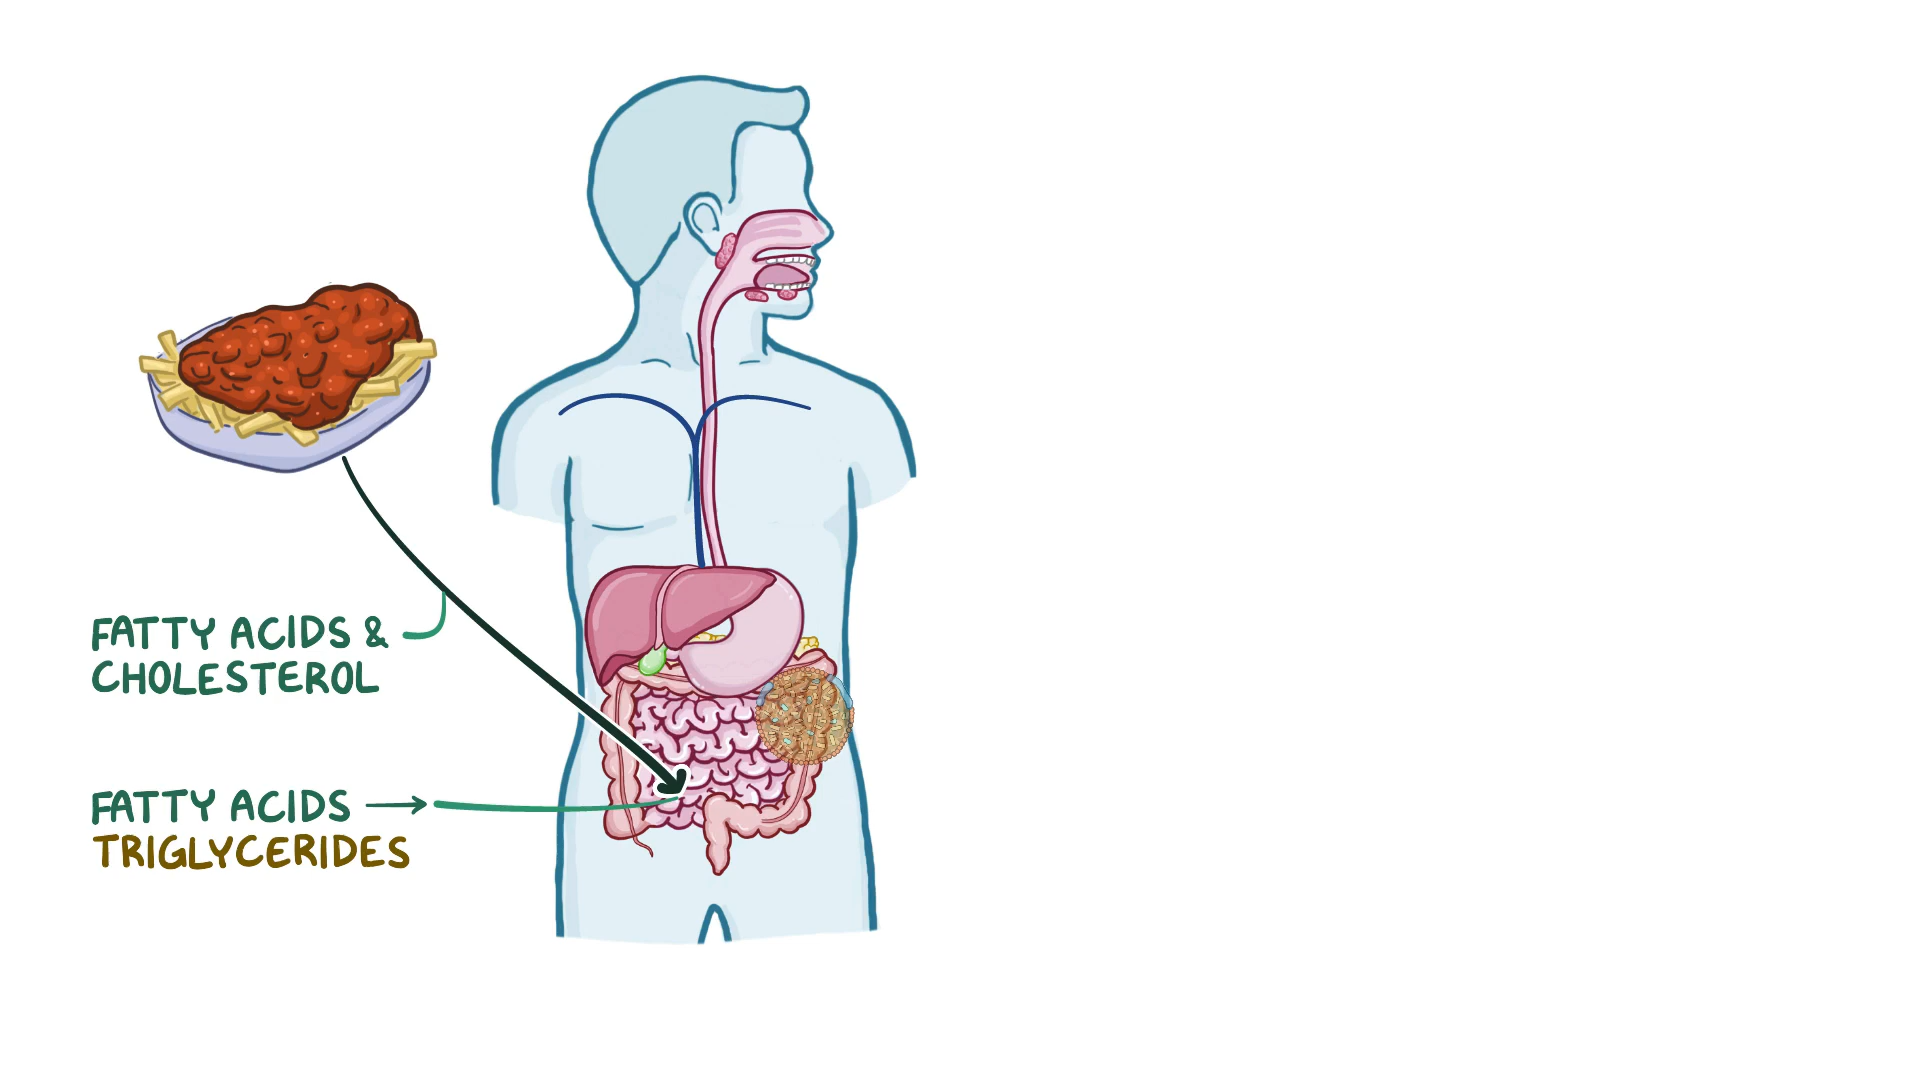 FATTY ACIDS &
CHOLESTEROL
FATTY ACIDS →
TRIGLYCERIDES